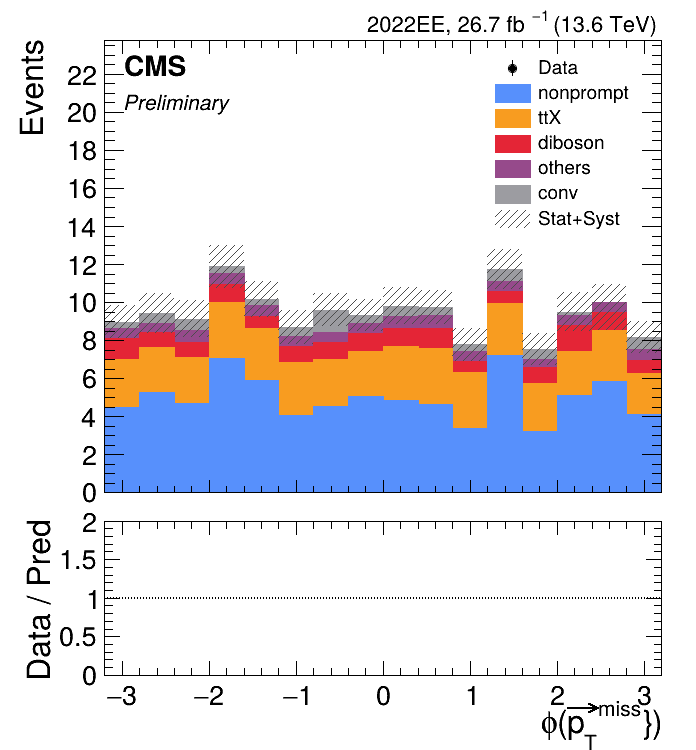 2022EE, 26.7 fb⁻¹ (13.6 TeV)
CMS
Preliminary
Events
22
20
18
16
14
12
10
8
6
4
2
0
Data
nonprompt
ttX
diboson
others
conv
Stat+Syst
Data / Pred
2
1.5
1
0.5
0
−3 −2 −1 0 1 2 3
ϕ(p⃗_T^miss})